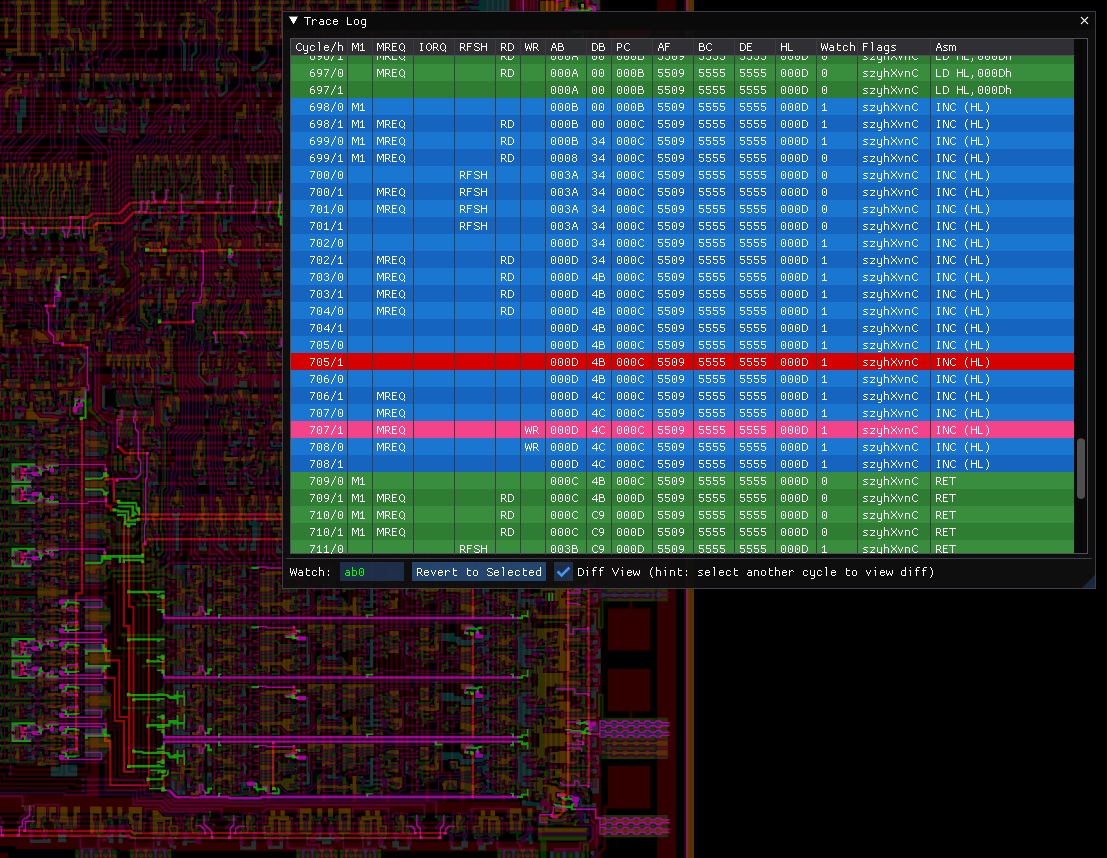 Trace Log
Cycle/h M1 MREQ IORQ RFSH RD WR AB DB PC AF BC DE HL Watch Flags Asm
696/1 MREQ RD 000A 00 000B 5509 5555 5555 000D 0 szyhXvnC LD HL,000Dh
697/0 MREQ RD 000A 00 000B 5509 5555 5555 000D 0 szyhXvnC LD HL,000Dh
697/1 000A 00 000B 5509 5555 5555 000D 0 szyhXvnC LD HL,000Dh
698/0 M1 000B 00 000B 5509 5555 5555 000D 1 szyhXvnC INC (HL)
698/1 M1 MREQ RD 000B 00 000C 5509 5555 5555 000D 1 szyhXvnC INC (HL)
699/0 M1 MREQ RD 000B 34 000C 5509 5555 5555 000D 1 szyhXvnC INC (HL)
699/1 M1 MREQ RD 0008 34 000C 5509 5555 5555 000D 0 szyhXvnC INC (HL)
700/0 RFSH 003A 34 000C 5509 5555 5555 000D 0 szyhXvnC INC (HL)
700/1 MREQ RFSH 003A 34 000C 5509 5555 5555 000D 0 szyhXvnC INC (HL)
701/0 MREQ RFSH 003A 34 000C 5509 5555 5555 000D 0 szyhXvnC INC (HL)
701/1 RFSH 003A 34 000C 5509 5555 5555 000D 0 szyhXvnC INC (HL)
702/0 000D 34 000C 5509 5555 5555 000D 1 szyhXvnC INC (HL)
702/1 MREQ RD 000D 34 000C 5509 5555 5555 000D 1 szyhXvnC INC (HL)
703/0 MREQ RD 000D 4B 000C 5509 5555 5555 000D 1 szyhXvnC INC (HL)
703/1 MREQ RD 000D 4B 000C 5509 5555 5555 000D 1 szyhXvnC INC (HL)
704/0 MREQ RD 000D 4B 000C 5509 5555 5555 000D 1 szyhXvnC INC (HL)
704/1 000D 4B 000C 5509 5555 5555 000D 1 szyhXvnC INC (HL)
705/0 000D 4B 000C 5509 5555 5555 000D 1 szyhXvnC INC (HL)
705/1 000D 4B 000C 5509 5555 5555 000D 1 szyhXvnC INC (HL)
706/0 000D 4B 000C 5509 5555 5555 000D 1 szyhXvnC INC (HL)
706/1 MREQ 000D 4C 000C 5509 5555 5555 000D 1 szyhXvnC INC (HL)
707/0 MREQ 000D 4C 000C 5509 5555 5555 000D 1 szyhXvnC INC (HL)
707/1 MREQ WR 000D 4C 000C 5509 5555 5555 000D 1 szyhXvnC INC (HL)
708/0 MREQ WR 000D 4C 000C 5509 5555 5555 000D 1 szyhXvnC INC (HL)
708/1 000D 4C 000C 5509 5555 5555 000D 1 szyhXvnC INC (HL)
709/0 M1 000C 4B 000C 5509 5555 5555 000D 0 szyhXvnC RET
709/1 M1 MREQ RD 000C 4B 000D 5509 5555 5555 000D 0 szyhXvnC RET
710/0 M1 MREQ RD 000C C9 000D 5509 5555 5555 000D 0 szyhXvnC RET
710/1 M1 MREQ RD 000C C9 000D 5509 5555 5555 000D 0 szyhXvnC RET
711/0 RFSH 003B C9 000D 5509 5555 5555 000D 1 szyhXvnC RET
Watch: ab0 Revert to Selected Diff View (hint: select another cycle to view diff)